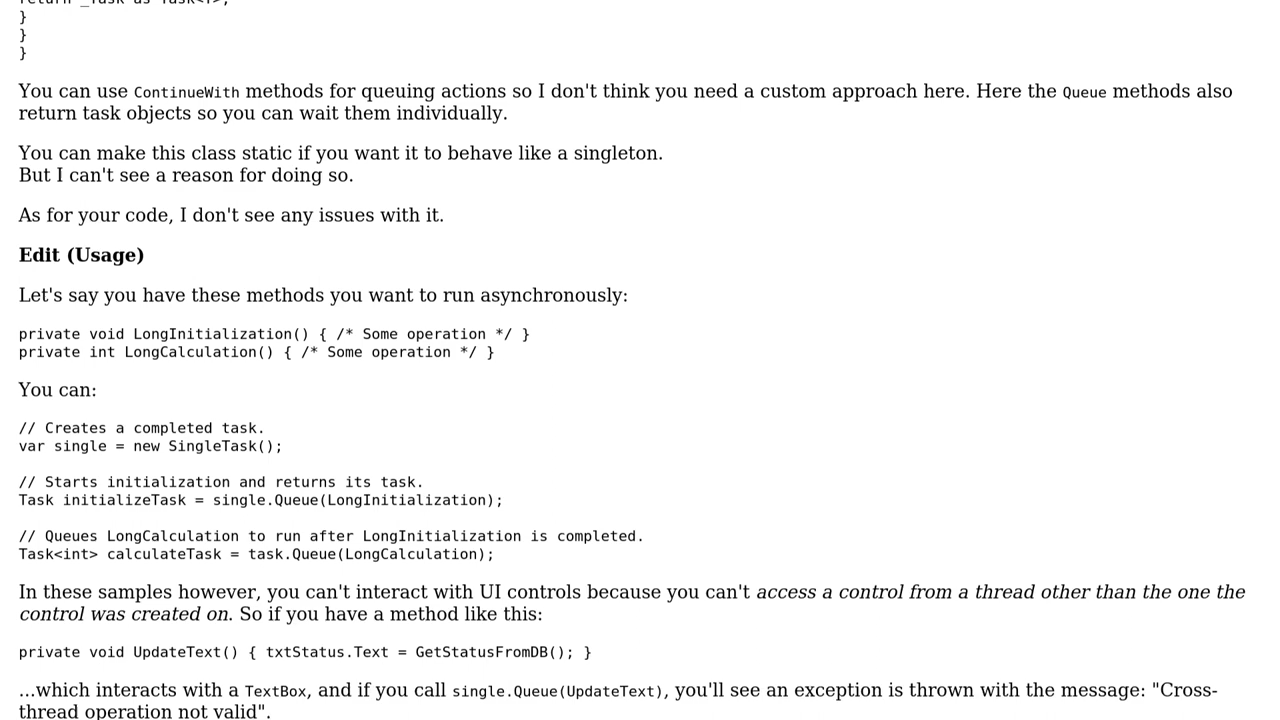 return _Task as Task<T>;
}
}
}
You can use ContinueWith methods for queuing actions so I don't think you need a custom approach here. Here the Queue methods also
return task objects so you can wait them individually.
You can make this class static if you want it to behave like a singleton.
But I can't see a reason for doing so.
As for your code, I don't see any issues with it.
Edit (Usage)
Let's say you have these methods you want to run asynchronously:
private void LongInitialization() { /* Some operation */ }
private int LongCalculation() { /* Some operation */ }
You can:
// Creates a completed task.
var single = new SingleTask();
// Starts initialization and returns its task.
Task initializeTask = single.Queue(LongInitialization);
// Queues LongCalculation to run after LongInitialization is completed.
Task<int> calculateTask = task.Queue(LongCalculation);
In these samples however, you can't interact with UI controls because you can't access a control from a thread other than the one the
control was created on. So if you have a method like this:
private void UpdateText() { txtStatus.Text = GetStatusFromDB(); }
...which interacts with a TextBox, and if you call single.Queue(UpdateText), you'll see an exception is thrown with the message: "Cross-
thread operation not valid".